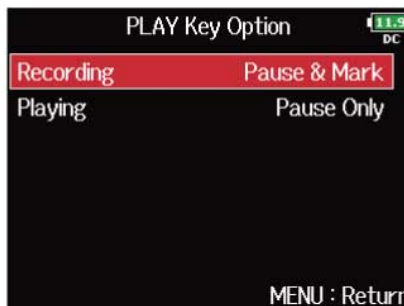 PLAY Key Option
11.9
DC
Recording Pause & Mark
Playing Pause Only
MENU : Return